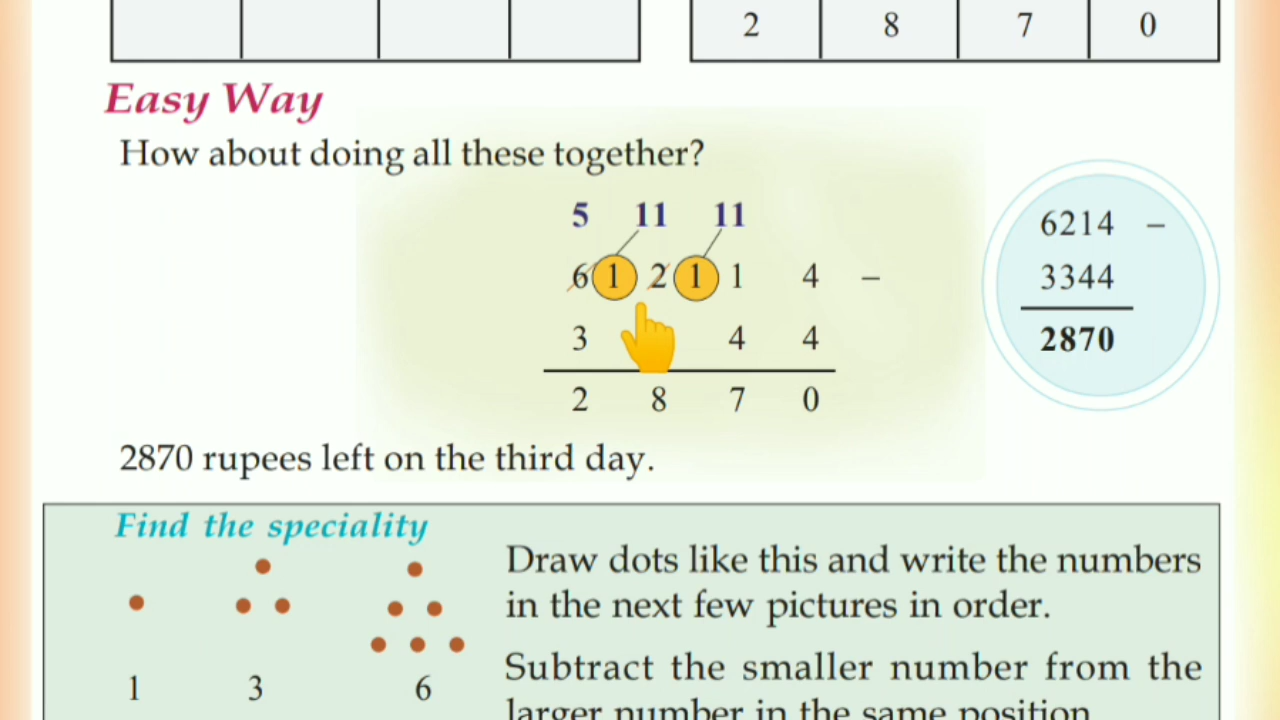 2 8 7 0
Easy Way
How about doing all these together?
5 11 11
6 1 2 1 1 4 –
3 4 4
2 8 7 0
6214 –
3344
2870
2870 rupees left on the third day.
Find the speciality
1 3 6
Draw dots like this and write the numbers
in the next few pictures in order.
Subtract the smaller number from the
larger number in the same position